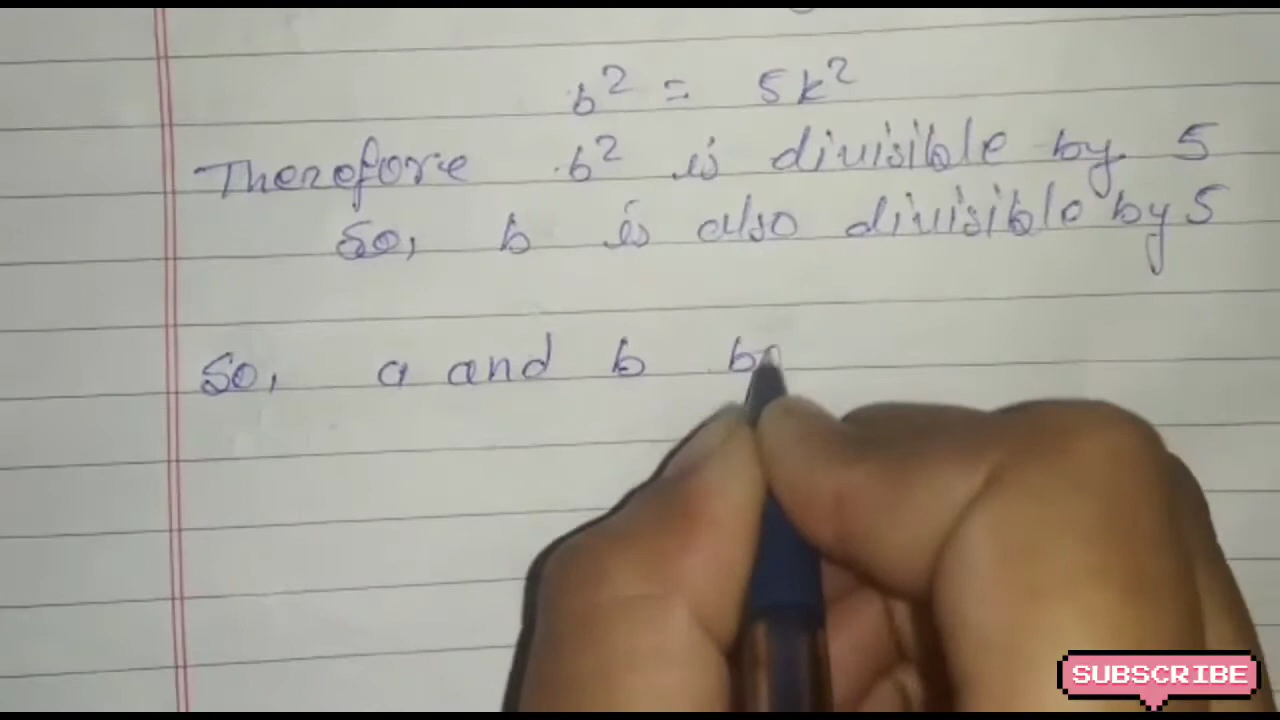 b² = 5k²
Therefore b² is divisible by 5
So, b is also divisible by 5
So, a and b
SUBSCRIBE